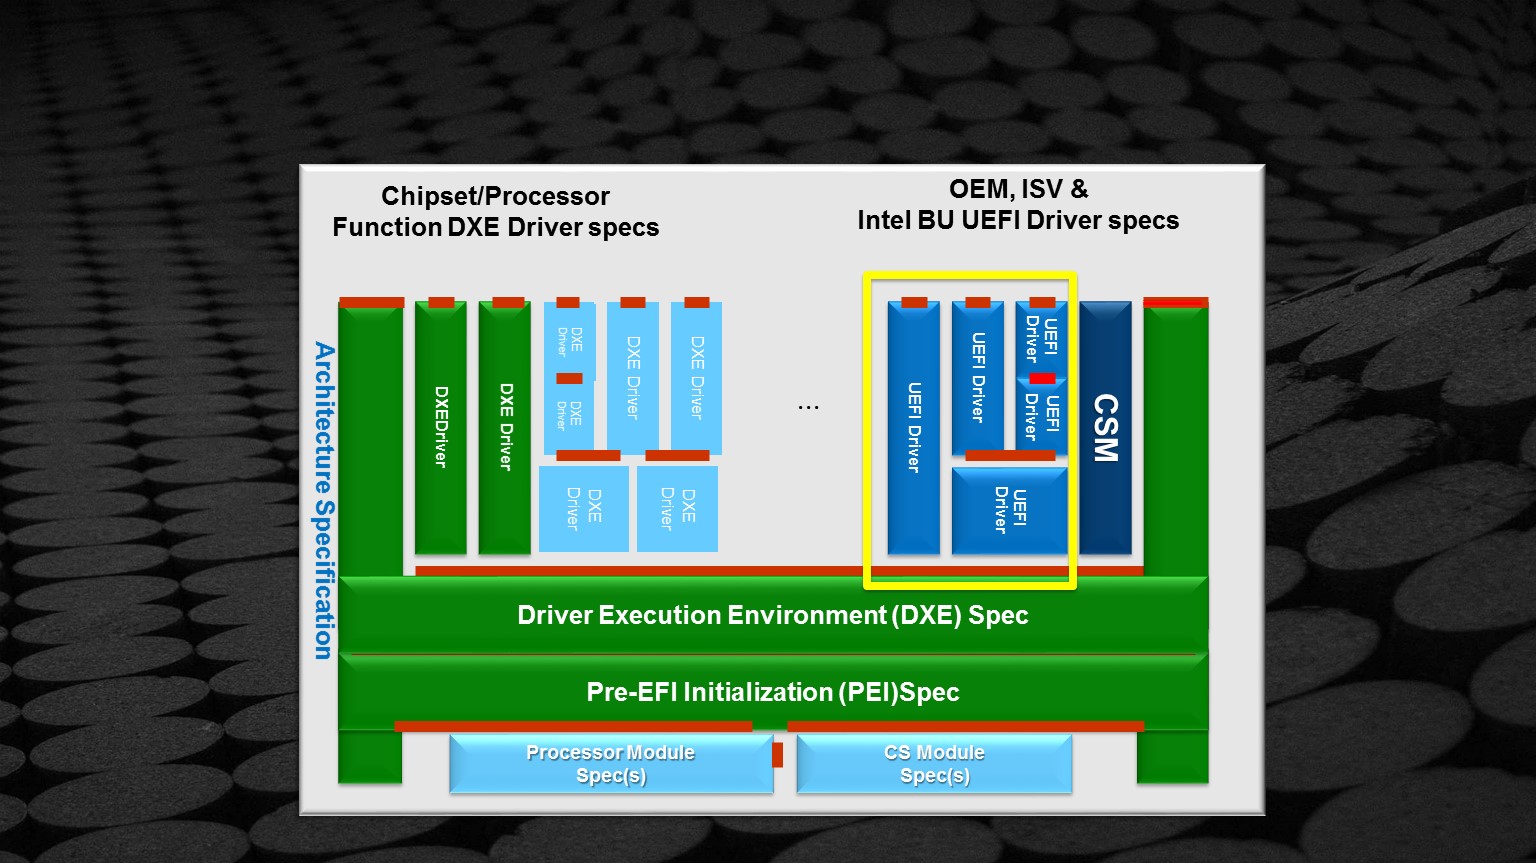 Chipset/Processor
Function DXE Driver specs
OEM, ISV &
Intel BU UEFI Driver specs
Architecture Specification
DXEDriver
DXE Driver
DXE
Driver
DXE
Driver
DXE Driver
DXE Driver
DXE
Driver
DXE
Driver
...
UEFI Driver
UEFI Driver
UEFI
Driver
UEFI
Driver
UEFI
Driver
CSM
Driver Execution Environment (DXE) Spec
Pre-EFI Initialization (PEI)Spec
Processor Module
Spec(s)
CS Module
Spec(s)